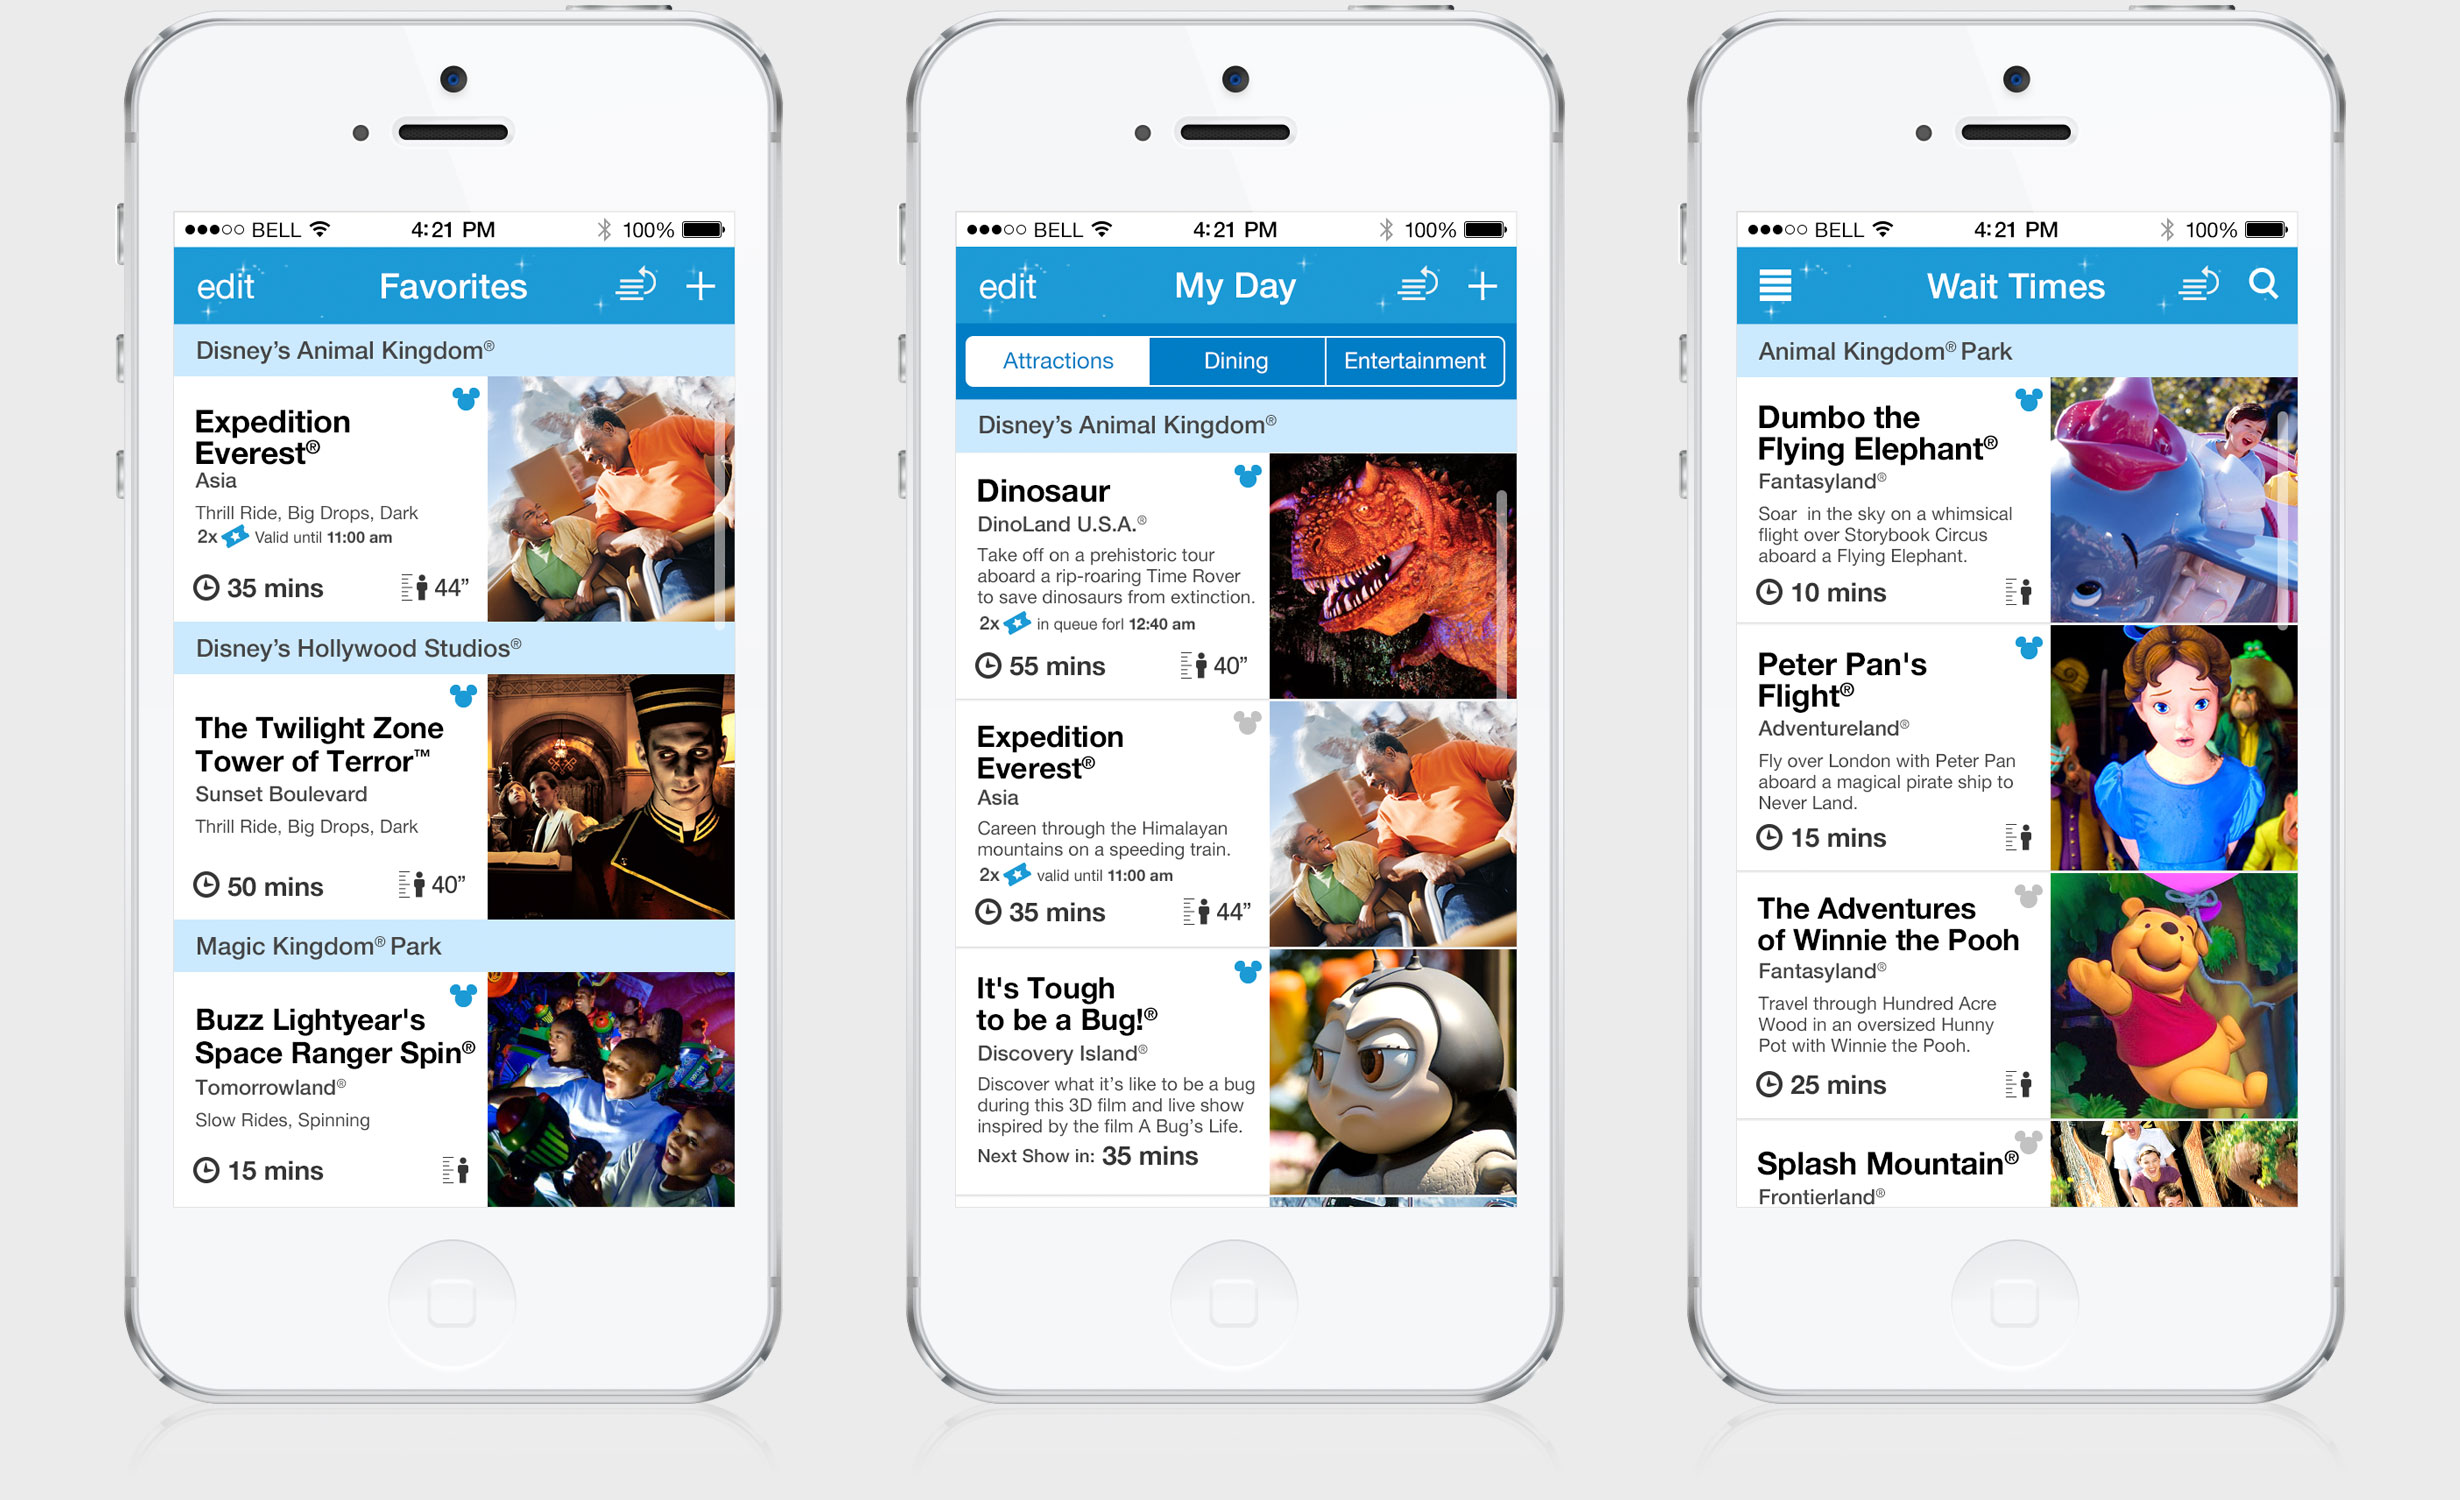 BELL 4:21 PM 100%
edit Favorites
Disney’s Animal Kingdom®
Expedition
Everest®
Asia
Thrill Ride, Big Drops, Dark
2x Valid until 11:00 am
35 mins 44”
Disney’s Hollywood Studios®
The Twilight Zone
Tower of Terror™
Sunset Boulevard
Thrill Ride, Big Drops, Dark
50 mins 40”
Magic Kingdom® Park
Buzz Lightyear's
Space Ranger Spin®
Tomorrowland®
Slow Rides, Spinning
15 mins
BELL 4:21 PM 100%
edit My Day
Attractions Dining Entertainment
Disney’s Animal Kingdom®
Dinosaur
DinoLand U.S.A.®
Take off on a prehistoric tour
aboard a rip-roaring Time Rover
to save dinosaurs from extinction.
2x in queue forl 12:40 am
55 mins 40”
Expedition
Everest®
Asia
Careen through the Himalayan
mountains on a speeding train.
2x valid until 11:00 am
35 mins 44”
It's Tough
to be a Bug!®
Discovery Island®
Discover what it’s like to be a bug
during this 3D film and live show
inspired by the film A Bug’s Life.
Next Show in: 35 mins
BELL 4:21 PM 100%
Wait Times
Animal Kingdom® Park
Dumbo the
Flying Elephant®
Fantasyland®
Soar in the sky on a whimsical
flight over Storybook Circus
aboard a Flying Elephant.
10 mins
Peter Pan's
Flight®
Adventureland®
Fly over London with Peter Pan
aboard a magical pirate ship to
Never Land.
15 mins
The Adventures
of Winnie the Pooh
Fantasyland®
Travel through Hundred Acre
Wood in an oversized Hunny
Pot with Winnie the Pooh.
25 mins
Splash Mountain®
Frontierland®